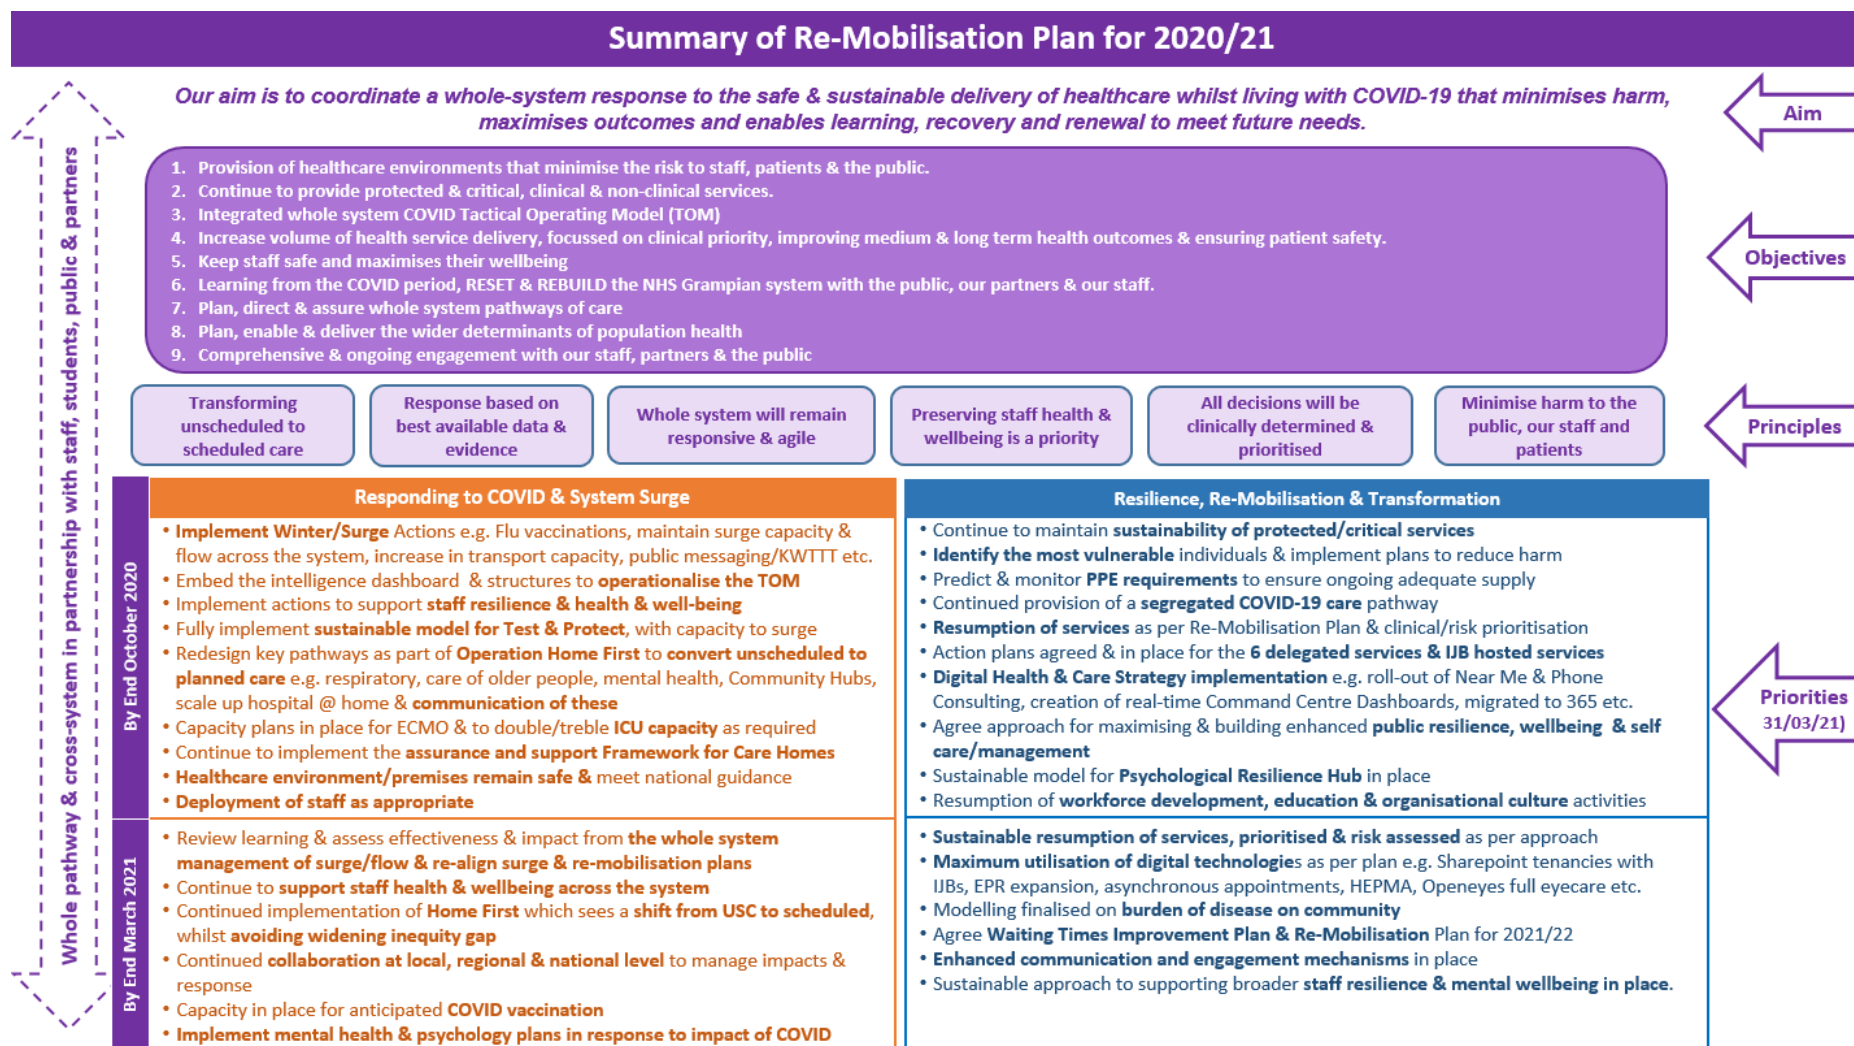 Summary of Re-Mobilisation Plan for 2020/21
Our aim is to coordinate a whole-system response to the safe & sustainable delivery of healthcare whilst living with COVID-19 that minimises harm,
maximises outcomes and enables learning, recovery and renewal to meet future needs.
Aim
Whole pathway & cross-system in partnership with staff, students, public & partners
1. Provision of healthcare environments that minimise the risk to staff, patients & the public.
2. Continue to provide protected & critical, clinical & non-clinical services.
3. Integrated whole system COVID Tactical Operating Model (TOM)
4. Increase volume of health service delivery, focussed on clinical priority, improving medium & long term health outcomes & ensuring patient safety.
5. Keep staff safe and maximises their wellbeing
6. Learning from the COVID period, RESET & REBUILD the NHS Grampian system with the public, our partners & our staff.
7. Plan, direct & assure whole system pathways of care
8. Plan, enable & deliver the wider determinants of population health
9. Comprehensive & ongoing engagement with our staff, partners & the public
Objectives
Transforming
unscheduled to
scheduled care
Response based on
best available data &
evidence
Whole system will remain
responsive & agile
Preserving staff health &
wellbeing is a priority
All decisions will be
clinically determined &
prioritised
Minimise harm to the
public, our staff and
patients
Principles
By End October 2020
Responding to COVID & System Surge
• Implement Winter/Surge Actions e.g. Flu vaccinations, maintain surge capacity &
flow across the system, increase in transport capacity, public messaging/KWTTT etc.
• Embed the intelligence dashboard & structures to operationalise the TOM
• Implement actions to support staff resilience & health & well-being
• Fully implement sustainable model for Test & Protect, with capacity to surge
• Redesign key pathways as part of Operation Home First to convert unscheduled to
planned care e.g. respiratory, care of older people, mental health, Community Hubs,
scale up hospital @ home & communication of these
• Capacity plans in place for ECMO & to double/treble ICU capacity as required
• Continue to implement the assurance and support Framework for Care Homes
• Healthcare environment/premises remain safe & meet national guidance
• Deployment of staff as appropriate
Resilience, Re-Mobilisation & Transformation
• Continue to maintain sustainability of protected/critical services
• Identify the most vulnerable individuals & implement plans to reduce harm
• Predict & monitor PPE requirements to ensure ongoing adequate supply
• Continued provision of a segregated COVID-19 care pathway
• Resumption of services as per Re-Mobilisation Plan & clinical/risk prioritisation
• Action plans agreed & in place for the 6 delegated services & IJB hosted services
• Digital Health & Care Strategy implementation e.g. roll-out of Near Me & Phone
Consulting, creation of real-time Command Centre Dashboards, migrated to 365 etc.
• Agree approach for maximising & building enhanced public resilience, wellbeing & self
care/management
• Sustainable model for Psychological Resilience Hub in place
• Resumption of workforce development, education & organisational culture activities
Priorities
31/03/21)
By End March 2021
• Review learning & assess effectiveness & impact from the whole system
management of surge/flow & re-align surge & re-mobilisation plans
• Continue to support staff health & wellbeing across the system
• Continued implementation of Home First which sees a shift from USC to scheduled,
whilst avoiding widening inequity gap
• Continued collaboration at local, regional & national level to manage impacts &
response
• Capacity in place for anticipated COVID vaccination
• Implement mental health & psychology plans in response to impact of COVID
• Sustainable resumption of services, prioritised & risk assessed as per approach
• Maximum utilisation of digital technologies as per plan e.g. Sharepoint tenancies with
IJBs, EPR expansion, asynchronous appointments, HEPMA, Openeyes full eyecare etc.
• Modelling finalised on burden of disease on community
• Agree Waiting Times Improvement Plan & Re-Mobilisation Plan for 2021/22
• Enhanced communication and engagement mechanisms in place
• Sustainable approach to supporting broader staff resilience & mental wellbeing in place.